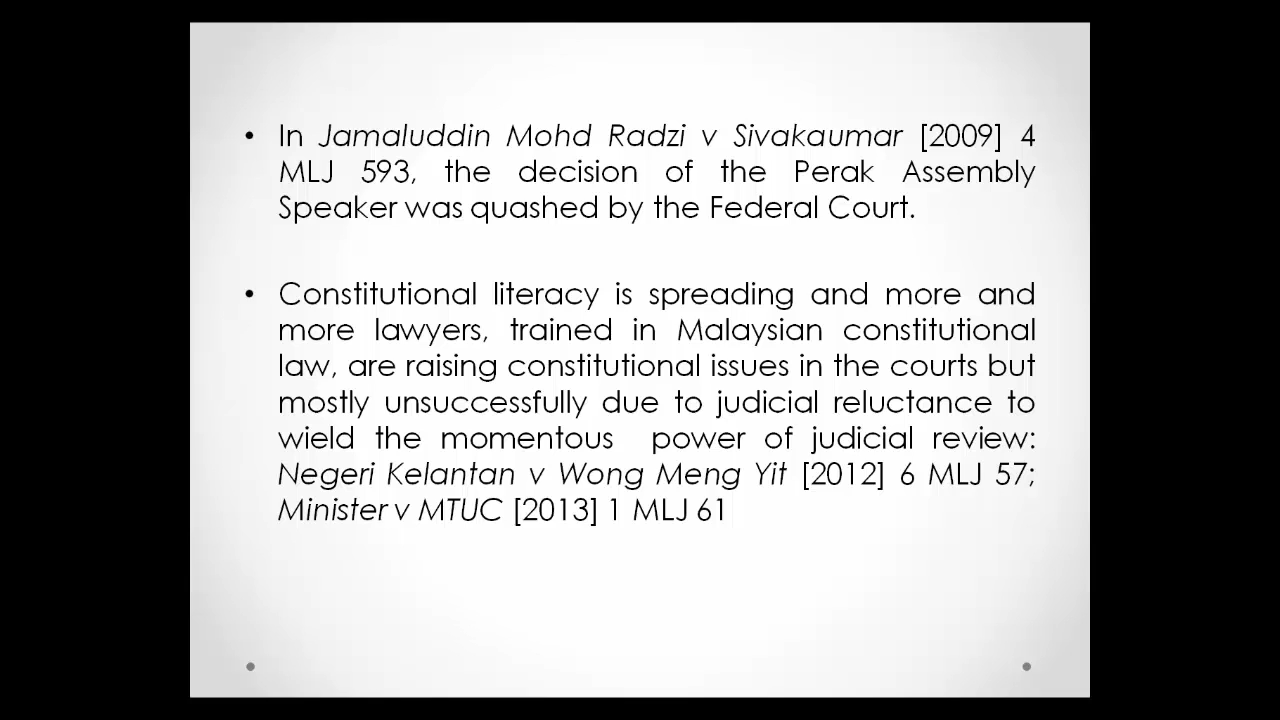 • In Jamaluddin Mohd Radzi v Sivakaumar [2009] 4
MLJ 593, the decision of the Perak Assembly
Speaker was quashed by the Federal Court.
• Constitutional literacy is spreading and more and
more lawyers, trained in Malaysian constitutional
law, are raising constitutional issues in the courts but
mostly unsuccessfully due to judicial reluctance to
wield the momentous power of judicial review:
Negeri Kelantan v Wong Meng Yit [2012] 6 MLJ 57;
Minister v MTUC [2013] 1 MLJ 61